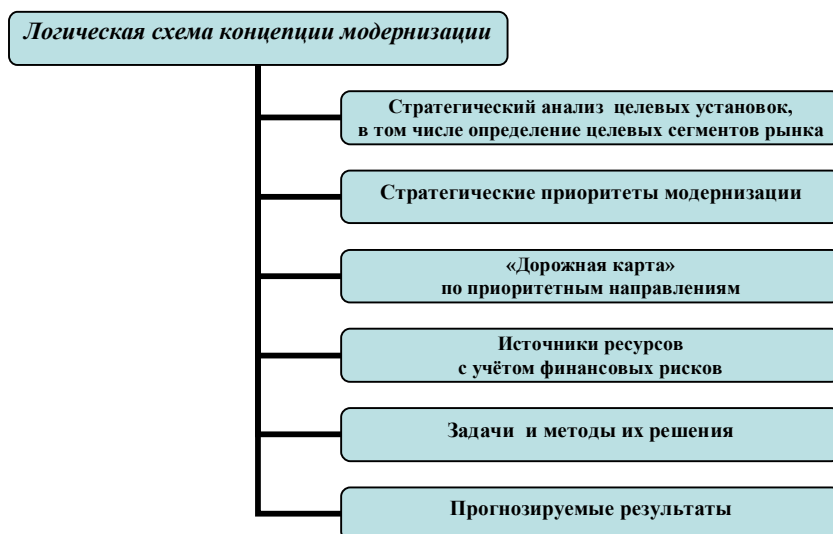 Логическая схема концепции модернизации
Стратегический анализ целевых установок,
в том числе определение целевых сегментов рынка
Стратегические приоритеты модернизации
«Дорожная карта»
по приоритетным направлениям
Источники ресурсов
с учётом финансовых рисков
Задачи и методы их решения
Прогнозируемые результаты